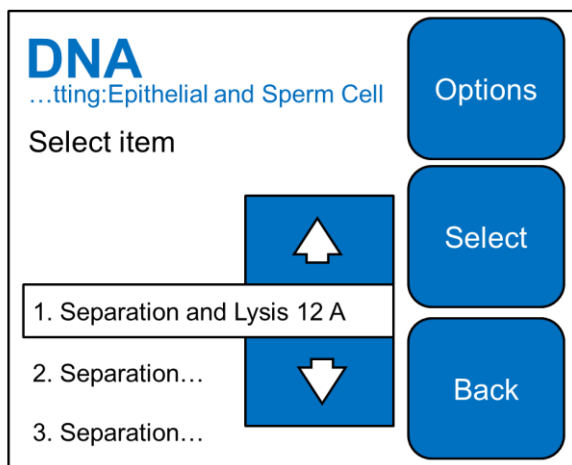 DNA
…tting:Epithelial and Sperm Cell
Select item
1. Separation and Lysis 12 A
2. Separation…
3. Separation…
Options
Select
Back